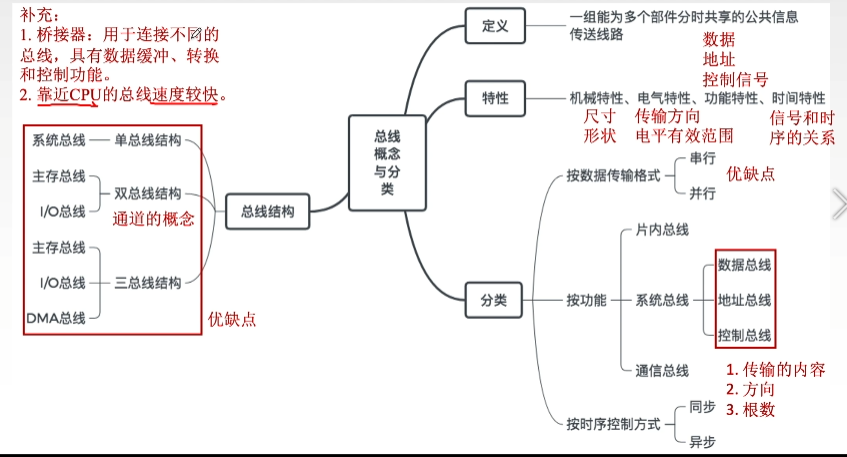 补充：
1. 桥接器：用于连接不同的
总线，具有数据缓冲、转换
和控制功能。
2. 靠近CPU的总线速度较快。
系统总线
单总线结构
主存总线
I/O总线
双总线结构
通道的概念
主存总线
I/O总线
DMA总线
三总线结构
优缺点
总线结构
总线
概念
与分
类
定义
一组能为多个部件分时共享的公共信息
传送线路
数据
地址
控制信号
特性
机械特性、电气特性、功能特性、时间特性
尺寸
形状
传输方向
电平有效范围
信号和时
序的关系
分类
按数据传输格式
串行
并行
优缺点
按功能
片内总线
系统总线
数据总线
地址总线
控制总线
通信总线
1. 传输的内容
2. 方向
3. 根数
按时序控制方式
同步
异步